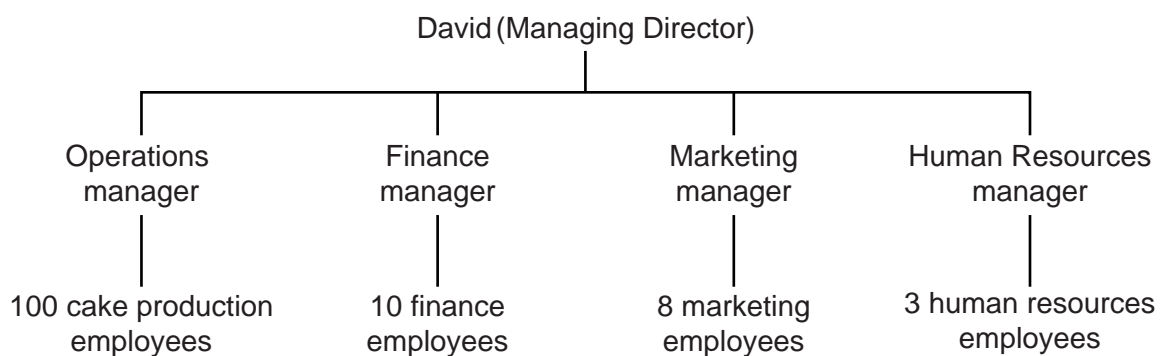 David (Managing Director)
Operations
manager
Finance
manager
Marketing
manager
Human Resources
manager
100 cake production
employees
10 finance
employees
8 marketing
employees
3 human resources
employees